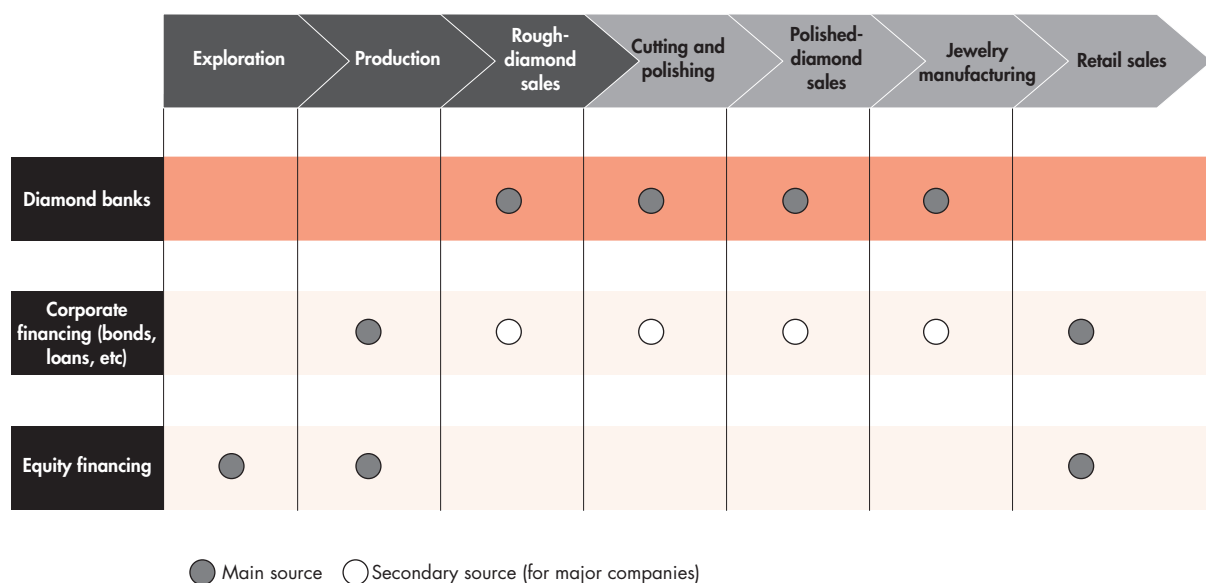 Exploration
Production
Rough-
diamond
sales
Cutting and
polishing
Polished-
diamond
sales
Jewelry
manufacturing
Retail sales
Diamond banks
Corporate
financing (bonds,
loans, etc)
Equity financing
Main source
Secondary source (for major companies)